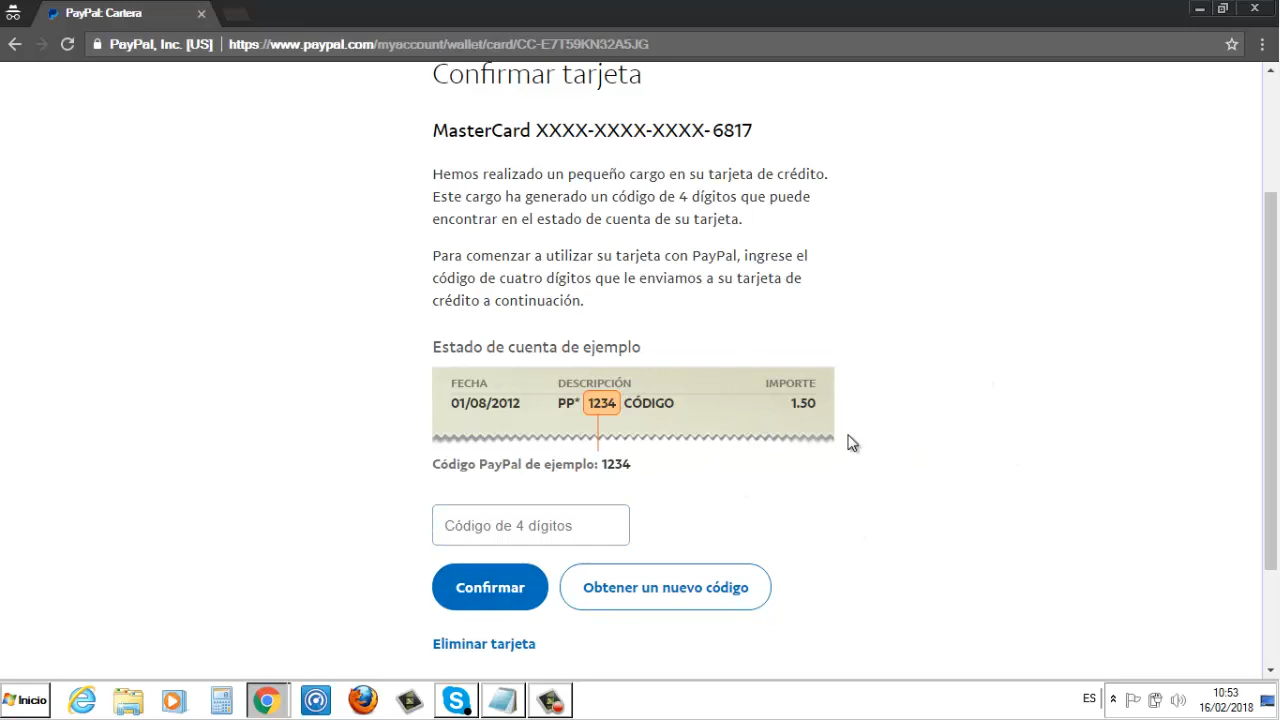 PayPal: Cartera
PayPal, Inc. [US]
https://www.paypal.com/myaccount/wallet/card/CC-E7T59KN32A5JG
Confirmar tarjeta
MasterCard XXXX-XXXX-XXXX-6817
Hemos realizado un pequeño cargo en su tarjeta de crédito.
Este cargo ha generado un código de 4 dígitos que puede
encontrar en el estado de cuenta de su tarjeta.
Para comenzar a utilizar su tarjeta con PayPal, ingrese el
código de cuatro dígitos que le enviamos a su tarjeta de
crédito a continuación.
Estado de cuenta de ejemplo
FECHA DESCRIPCIÓN IMPORTE
01/08/2012 PP* 1234 CÓDIGO 1.50
Código PayPal de ejemplo: 1234
Código de 4 dígitos
Confirmar Obtener un nuevo código
Eliminar tarjeta
Inicio ES 10:53
16/02/2018